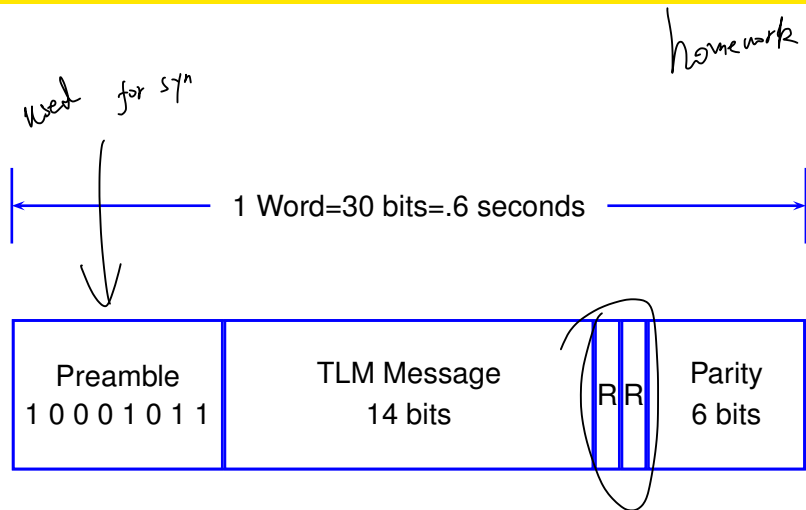 homework
used for syn
1 Word=30 bits=.6 seconds
Preamble
1 0 0 0 1 0 1 1
TLM Message
14 bits
R R
Parity
6 bits